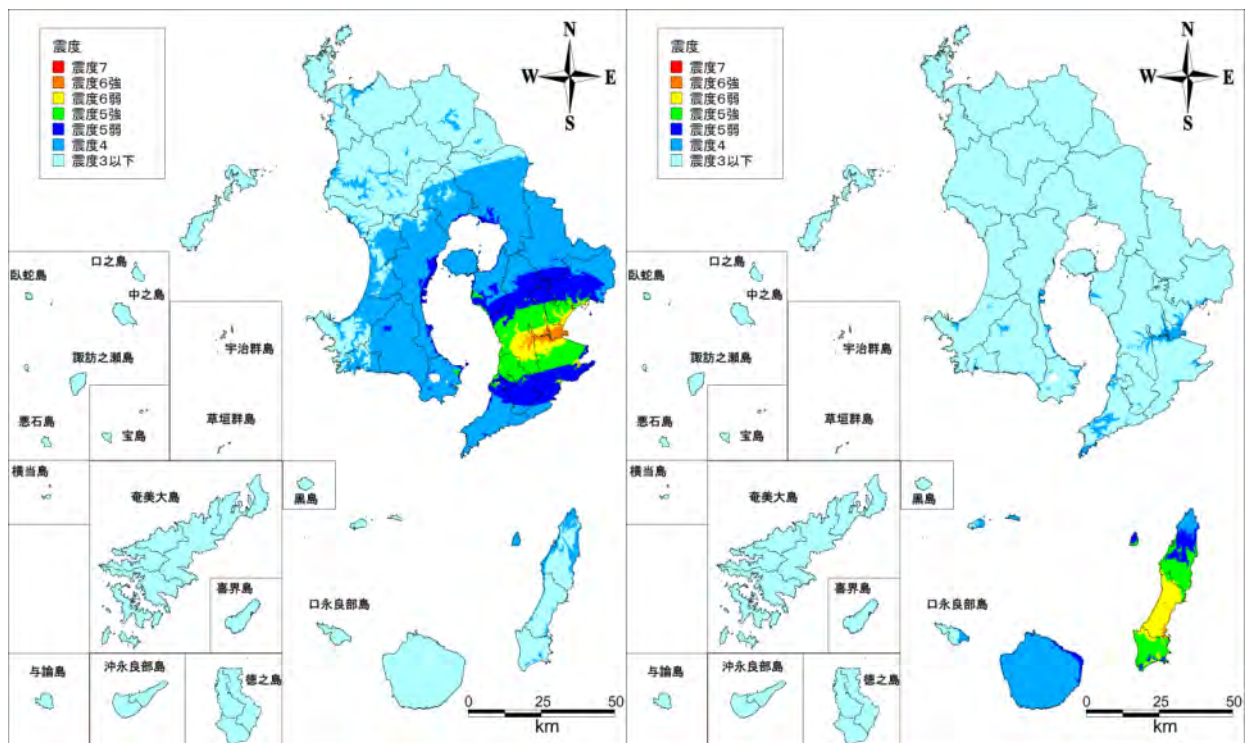 震度
震度7
震度6強
震度6弱
震度5強
震度5弱
震度4
震度3以下
N
W E
S
臥蛇島
口之島
中之島
諏訪之瀬島
宇治群島
悪石島
宝島
草垣群島
横当島
奄美大島
黒島
喜界島
口永良部島
与論島
沖永良部島
徳之島
0 25 50
km
震度
震度7
震度6強
震度6弱
震度5強
震度5弱
震度4
震度3以下
N
W E
S
臥蛇島
口之島
中之島
諏訪之瀬島
宇治群島
悪石島
宝島
草垣群島
横当島
奄美大島
黒島
喜界島
口永良部島
与論島
沖永良部島
徳之島
0 25 50
km